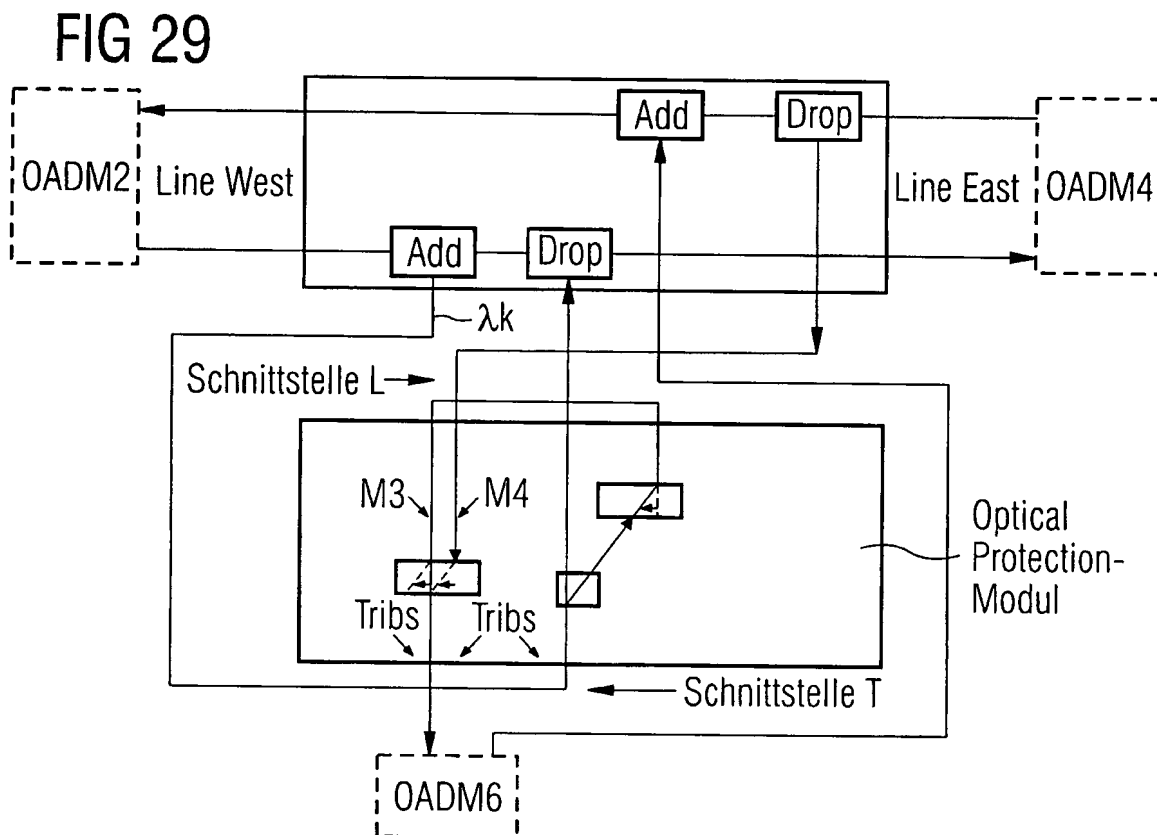 FIG 29
Add
Drop
OADM2
Line West
Line East
OADM4
Add
Drop
λk
Schnittstelle L
M3
M4
Optical
Protection-
Modul
Tribs
Tribs
Schnittstelle T
OADM6